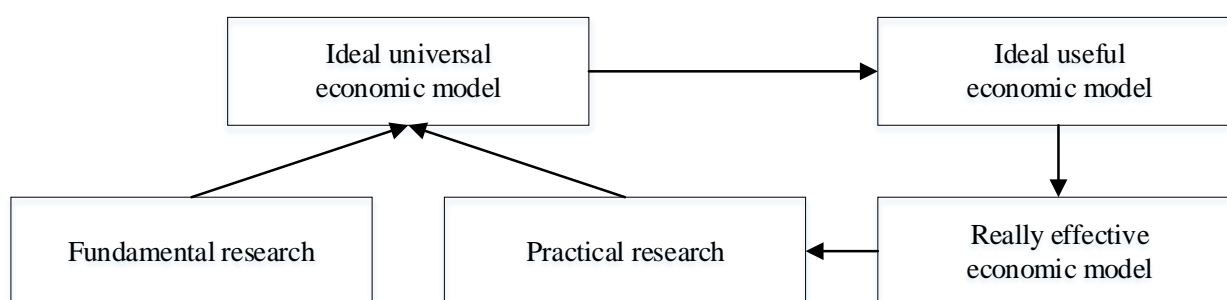 Ideal universal
economic model
Ideal useful
economic model
Fundamental research
Practical research
Really effective
economic model